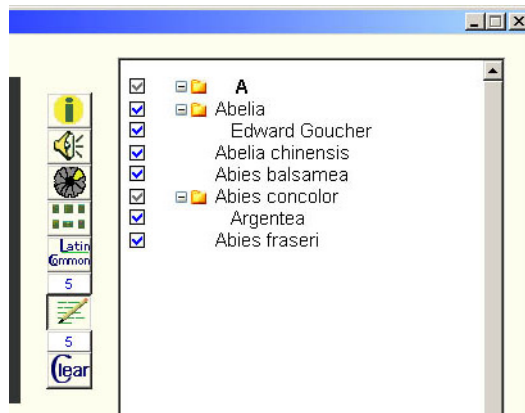 A
Abelia
Edward Goucher
Abelia chinensis
Abies balsamea
Abies concolor
Argentea
Abies fraseri
i
Latin
Common
5
5
Clear